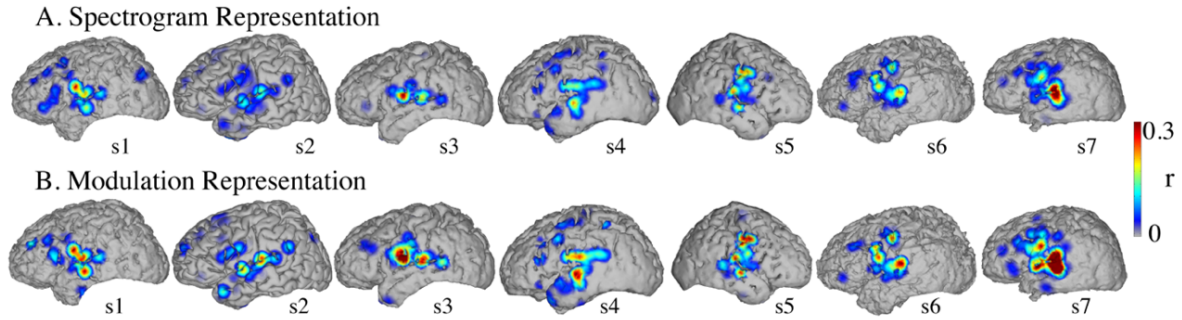 A. Spectrogram Representation
s1 s2 s3 s4 s5 s6 s7
0.3
r
0
B. Modulation Representation
s1 s2 s3 s4 s5 s6 s7